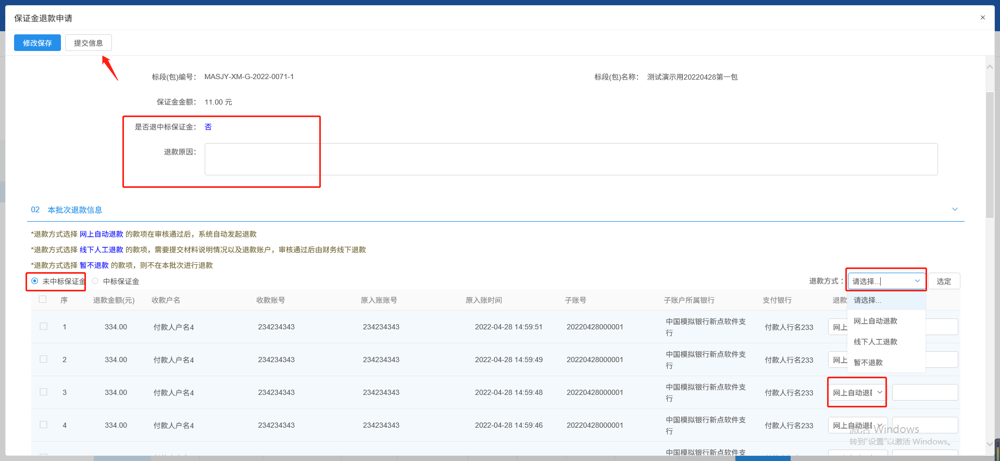 保证金退款申请
×
修改保存 提交信息
标段(包)编号: MASJY-XM-G-2022-0071-1 标段(包)名称: 测试演示用20220428第一包
保证金金额: 11.00 元
是否退中标保证金: 否
退款原因:
02 本批次退款信息
*退款方式选择 网上自动退款 的款项在审核通过后，系统自动发起退款
*退款方式选择 线下人工退款 的款项，需要提交材料说明情况以及退款账户，审核通过后由财务线下退款
*退款方式选择 暂不退款 的款项，则不在本批次进行退款
未中标保证金 中标保证金 退款方式： 请选择... 选定
序 退款金额(元) 收款户名 收款账号 原入账账号 原入账时间 子账号 子账户所属银行 支付银行 退款
请选择...
网上自动退款
线下人工退款
暂不退款
1 334.00 付款人户名4 234234343 234234343 2022-04-28 14:59:51 20220428000001 中国模拟银行新点软件支行 付款人行名233 网上
2 334.00 付款人户名4 234234343 234234343 2022-04-28 14:59:49 20220428000001 中国模拟银行新点软件支行 付款人行名233 网上
3 334.00 付款人户名4 234234343 234234343 2022-04-28 14:59:48 20220428000001 中国模拟银行新点软件支行 付款人行名233 网上自动退款
4 334.00 付款人户名4 234234343 234234343 2022-04-28 14:59:46 20220428000001 中国模拟银行新点软件支行 付款人行名233 网上自动退款
中国模拟银行新点软件支
激活 Windows
转到“设置”以激活 Windows。